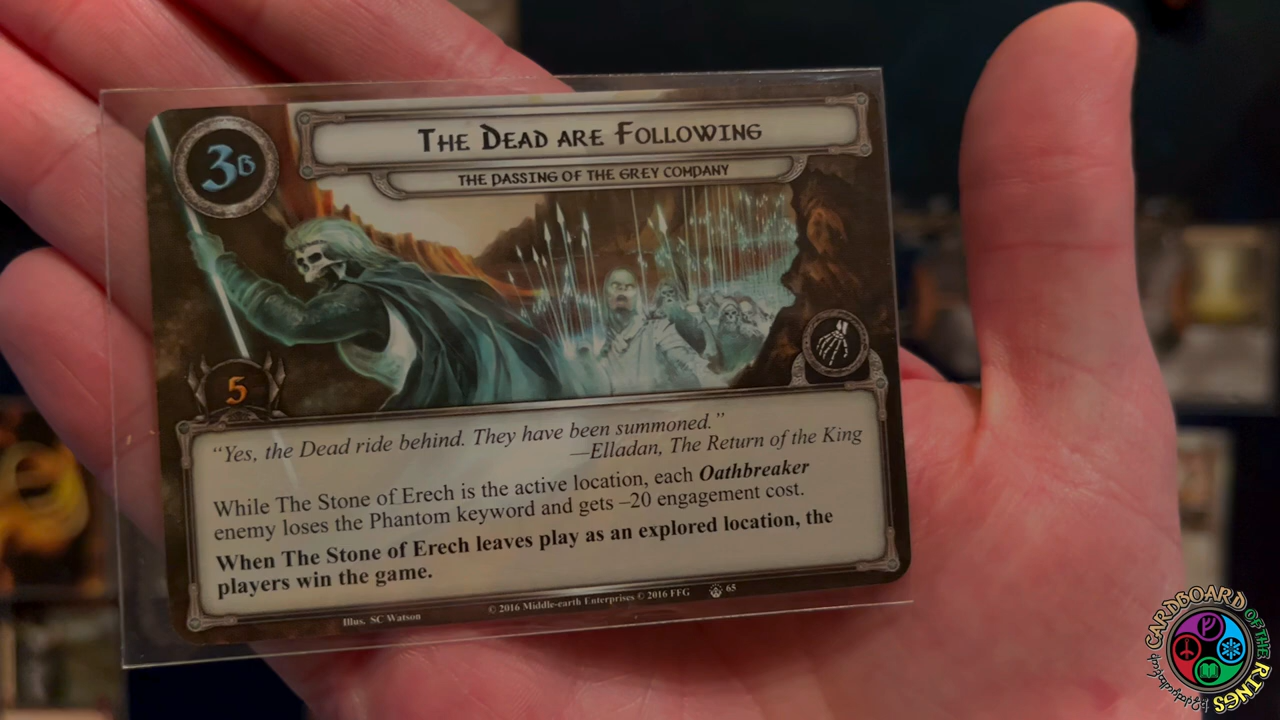 3B
THE DEAD ARE FOLLOWING
THE PASSING OF THE GREY COMPANY
5
“Yes, the Dead ride behind. They have been summoned.”
—Elladan, The Return of the King
While The Stone of Erech is the active location, each Oathbreaker
enemy loses the Phantom keyword and gets –20 engagement cost.
When The Stone of Erech leaves play as an explored location, the
players win the game.
Illus. SC Watson
© 2016 Middle-earth Enterprises © 2016 FFG
65
CARDBOARD OF THE RINGS